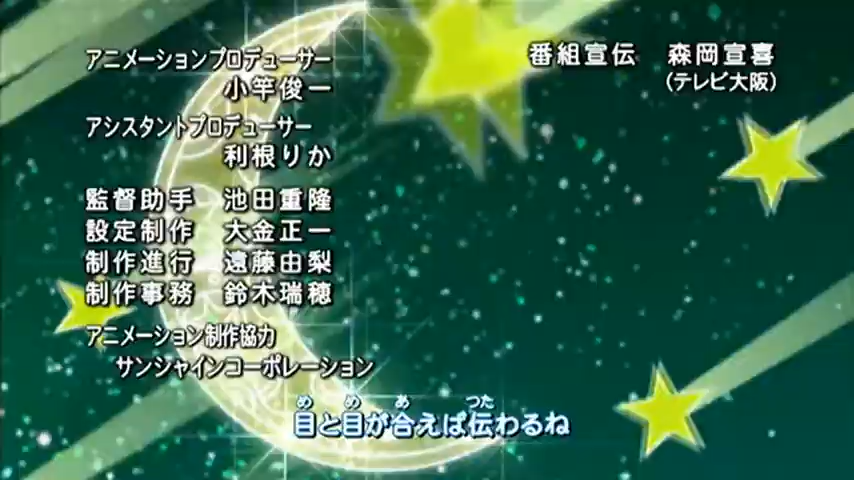 アニメーションプロデューサー
小竿俊一
アシスタントプロデューサー
利根りか
監督助手　池田重隆
設定制作　大金正一
制作進行　遠藤由梨
制作事務　鈴木瑞穂
アニメーション制作協力
サンシャインコーポレーション
番組宣伝　森岡宣喜
(テレビ大阪)
め　め　あ　つた
目と目が合えば伝わるね